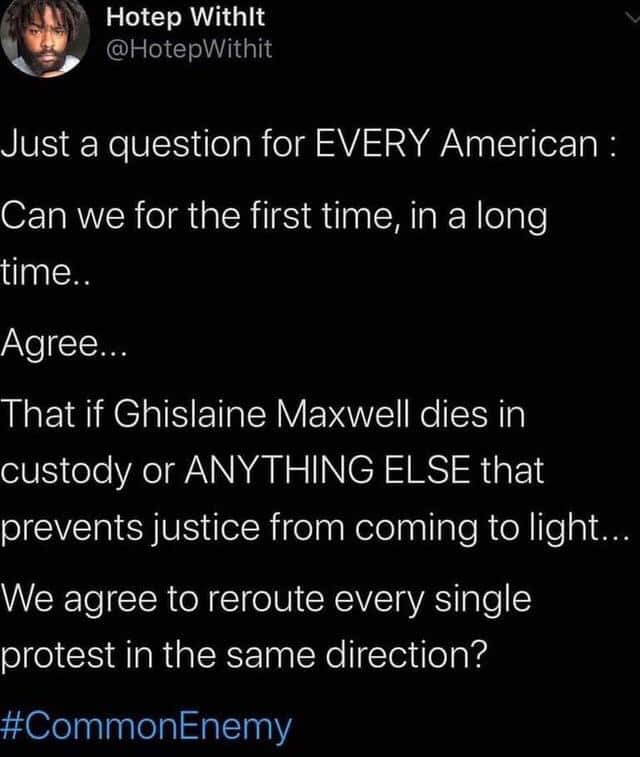 Hotep WithIt
@HotepWithit
Just a question for EVERY American :
Can we for the first time, in a long
time..
Agree...
That if Ghislaine Maxwell dies in
custody or ANYTHING ELSE that
prevents justice from coming to light...
We agree to reroute every single
protest in the same direction?
#CommonEnemy